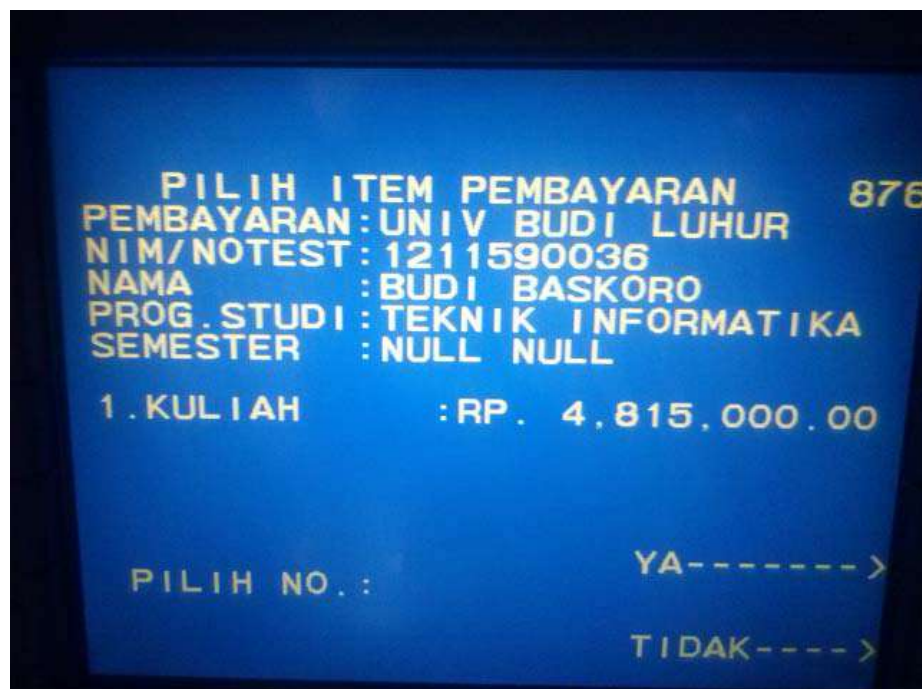 PILIH ITEM PEMBAYARAN 876
PEMBAYARAN:UNIV BUDI LUHUR
NIM/NOTEST:1211590036
NAMA :BUDI BASKORO
PROG.STUDI:TEKNIK INFORMATIKA
SEMESTER :NULL NULL
1.KULIAH :RP. 4,815,000.00
YA------->
PILIH NO.:
TIDAK---->